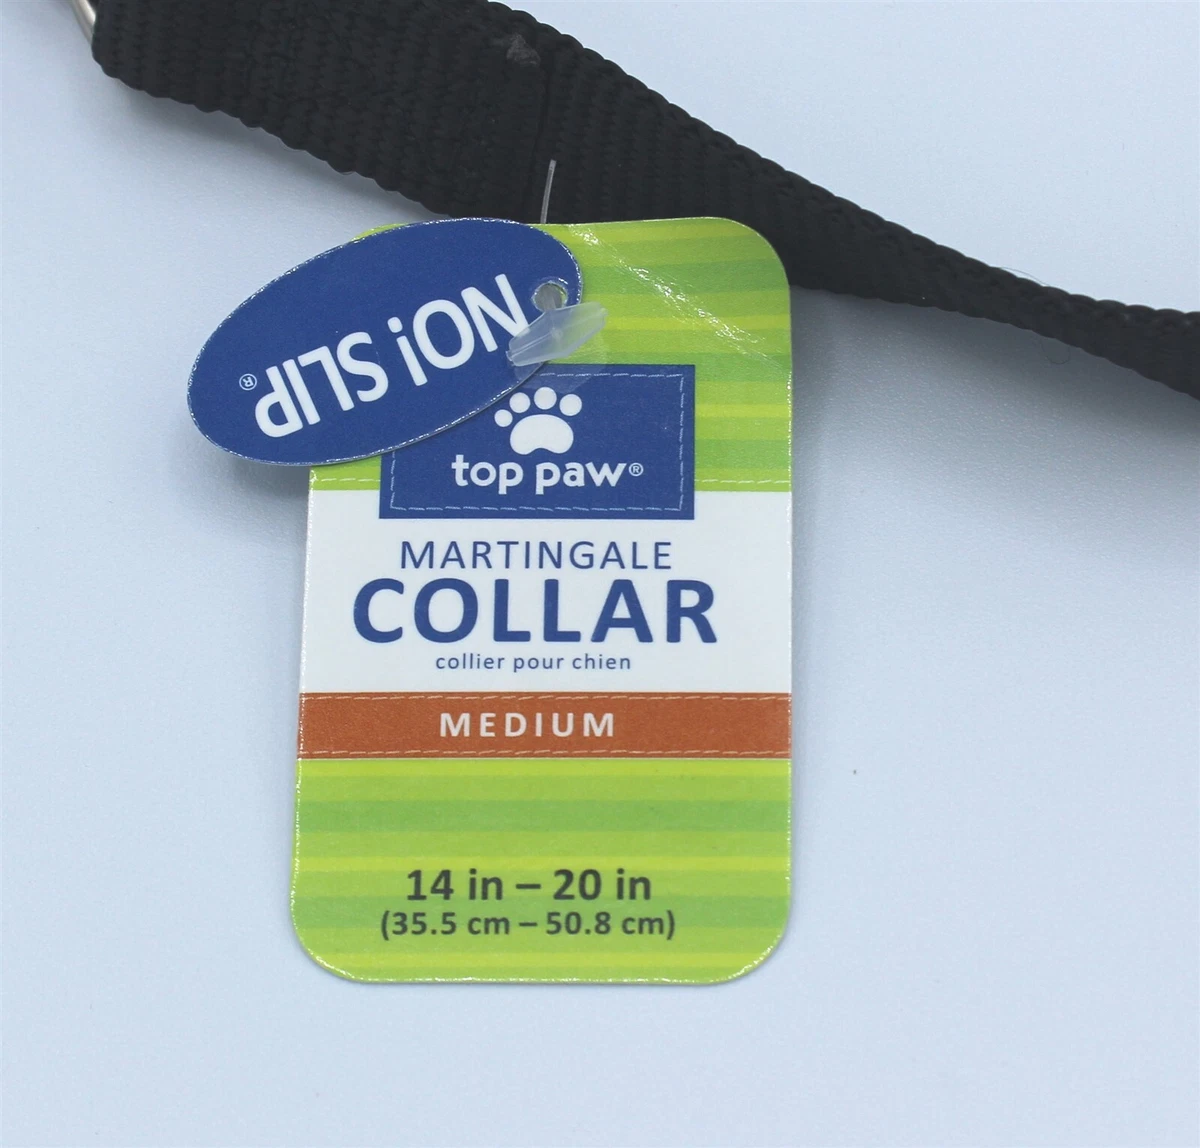 NO! SLIP®
top paw®
MARTINGALE
COLLAR
collier pour chien
MEDIUM
14 in – 20 in
(35.5 cm – 50.8 cm)